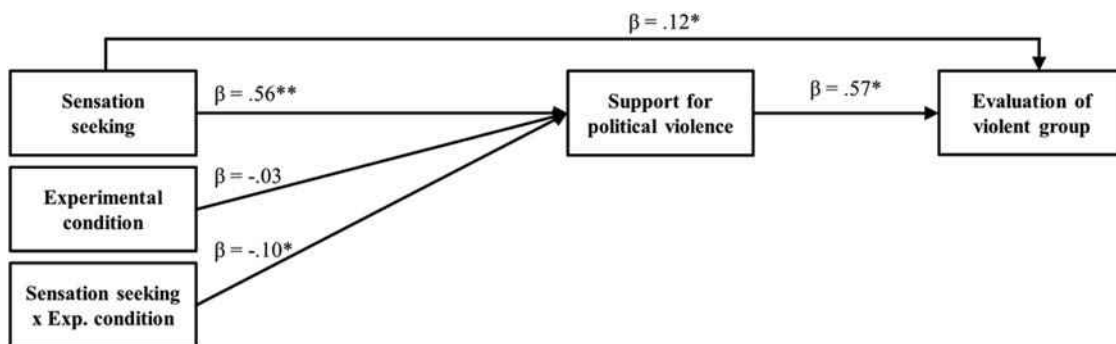 β = .12*
Sensation
seeking
β = .56**
Support for
political violence
β = .57*
Evaluation of
violent group
Experimental
condition
β = -.03
Sensation seeking
x Exp. condition
β = -.10*